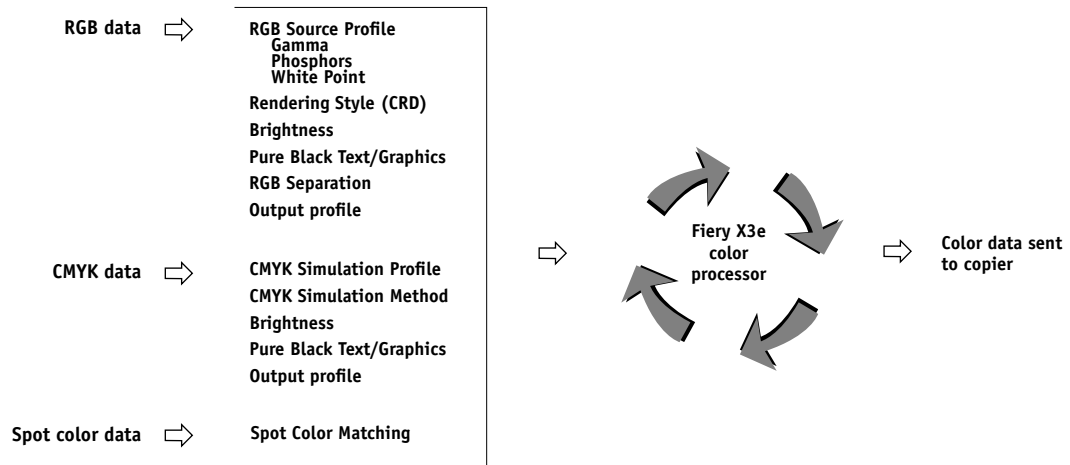 RGB data
RGB Source Profile
Gamma
Phosphors
White Point
Rendering Style (CRD)
Brightness
Pure Black Text/Graphics
RGB Separation
Output profile
CMYK data
CMYK Simulation Profile
CMYK Simulation Method
Brightness
Pure Black Text/Graphics
Output profile
Spot color data
Spot Color Matching
Fiery X3e
color
processor
Color data sent
to copier